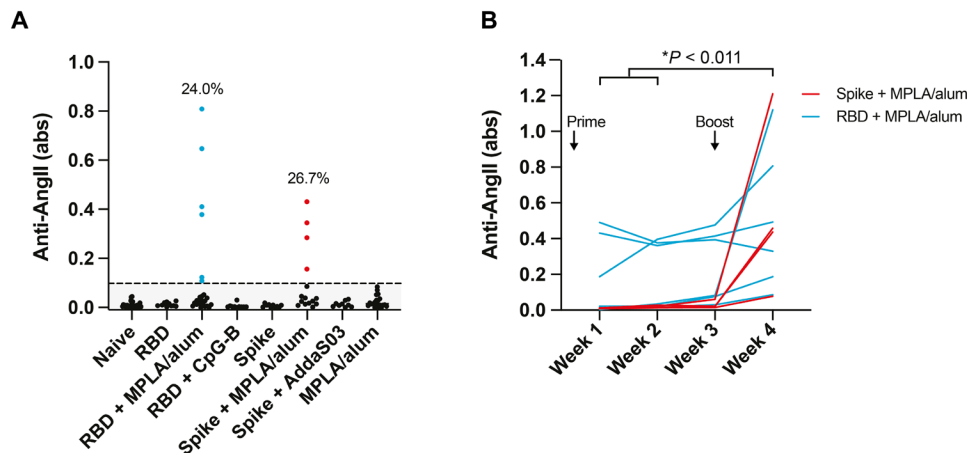 A
Anti-AngII (abs)
1.0
0.8
0.6
0.4
0.2
0.0
24.0%
26.7%
Naive
RBD
RBD + MPLA/alum
RBD + CpG-B
Spike
Spike + MPLA/alum
Spike + AddaS03
MPLA/alum
B
Anti-AngII (abs)
1.4
1.2
1.0
0.8
0.6
0.4
0.2
0.0
*P < 0.011
Prime
Boost
Week 1
Week 2
Week 3
Week 4
Spike + MPLA/alum
RBD + MPLA/alum